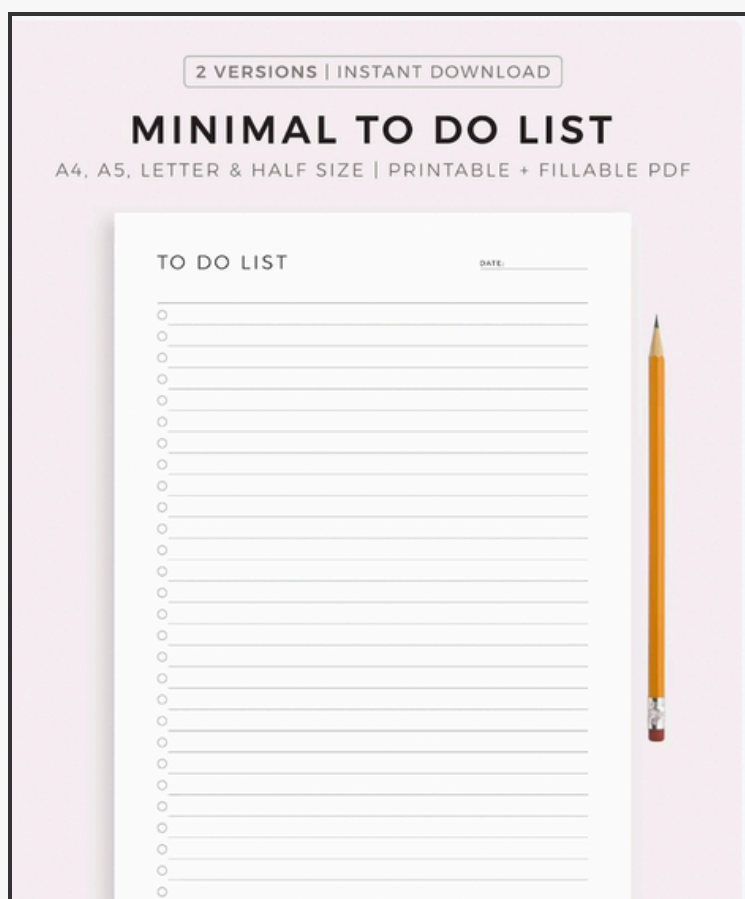 2 VERSIONS | INSTANT DOWNLOAD
MINIMAL TO DO LIST
A4, A5, LETTER & HALF SIZE | PRINTABLE + FILLABLE PDF
TO DO LIST
DATE: